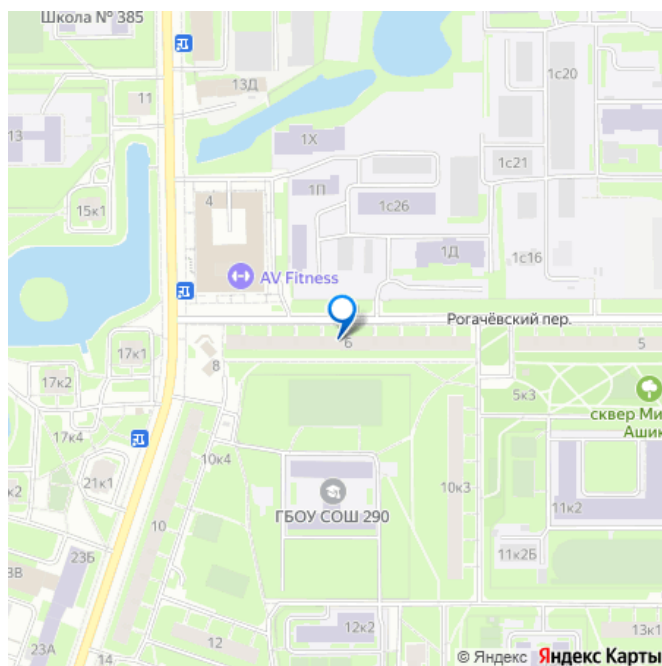 Школа № 385
11
13Д
13
1с20
1Х
1с21
1П
15к1
4
1с26
1Д
1с16
AV Fitness
Рогачёвский пер.
17к1
6
5
8
17к2
5к3
сквер Ми
Ашик
17к4
10к4
21к1
к2
10к3
ГБОУ СОШ 290
11к2
10
23Б
11к2Б
3В
12к2
13к1
12
14
23А
© Яндекс Яндекс Карты